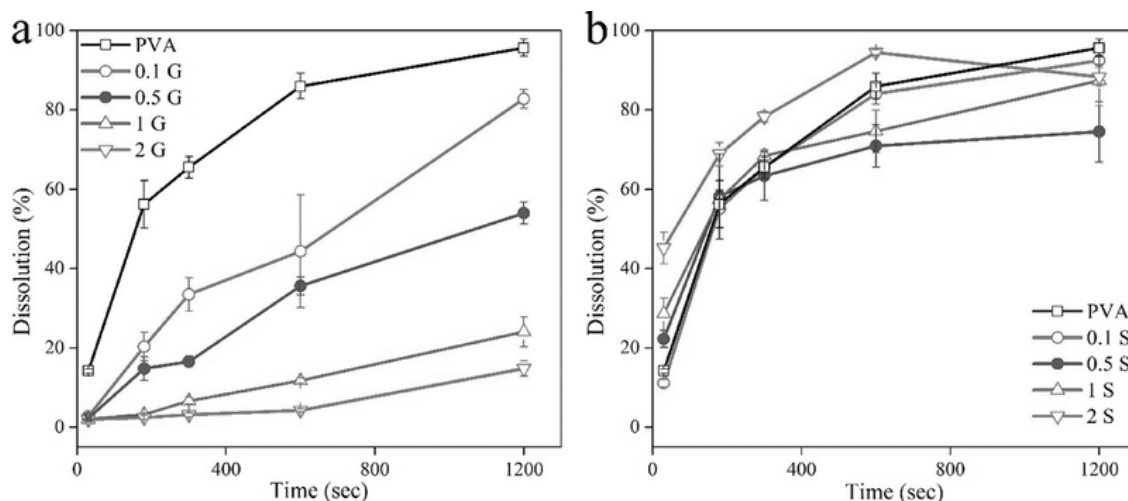 a
PVA
0.1 G
0.5 G
1 G
2 G
Dissolution (%)
100
80
60
40
20
0
0
400
800
1200
Time (sec)
b
PVA
0.1 S
0.5 S
1 S
2 S
Dissolution (%)
100
80
60
40
20
0
0
400
800
1200
Time (sec)